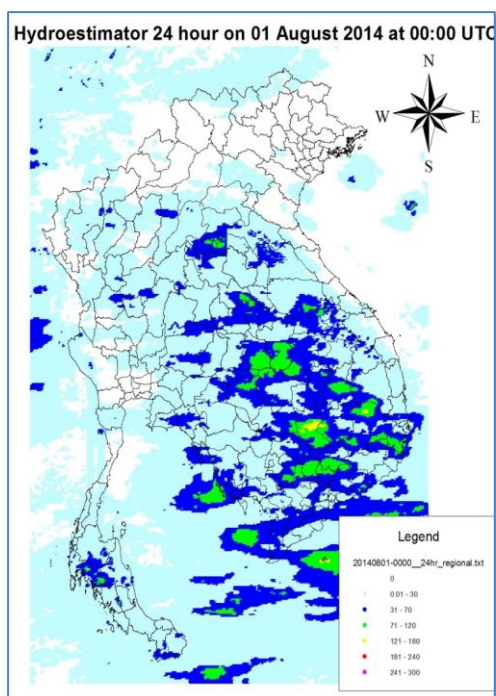 Hydroestimator 24 hour on 01 August 2014 at 00:00 UTC
N
W E
S
Legend
20140801-0000__24hr_regional.txt
0
0.01 - 30
31 - 70
71 - 120
121 - 180
181 - 240
241 - 300